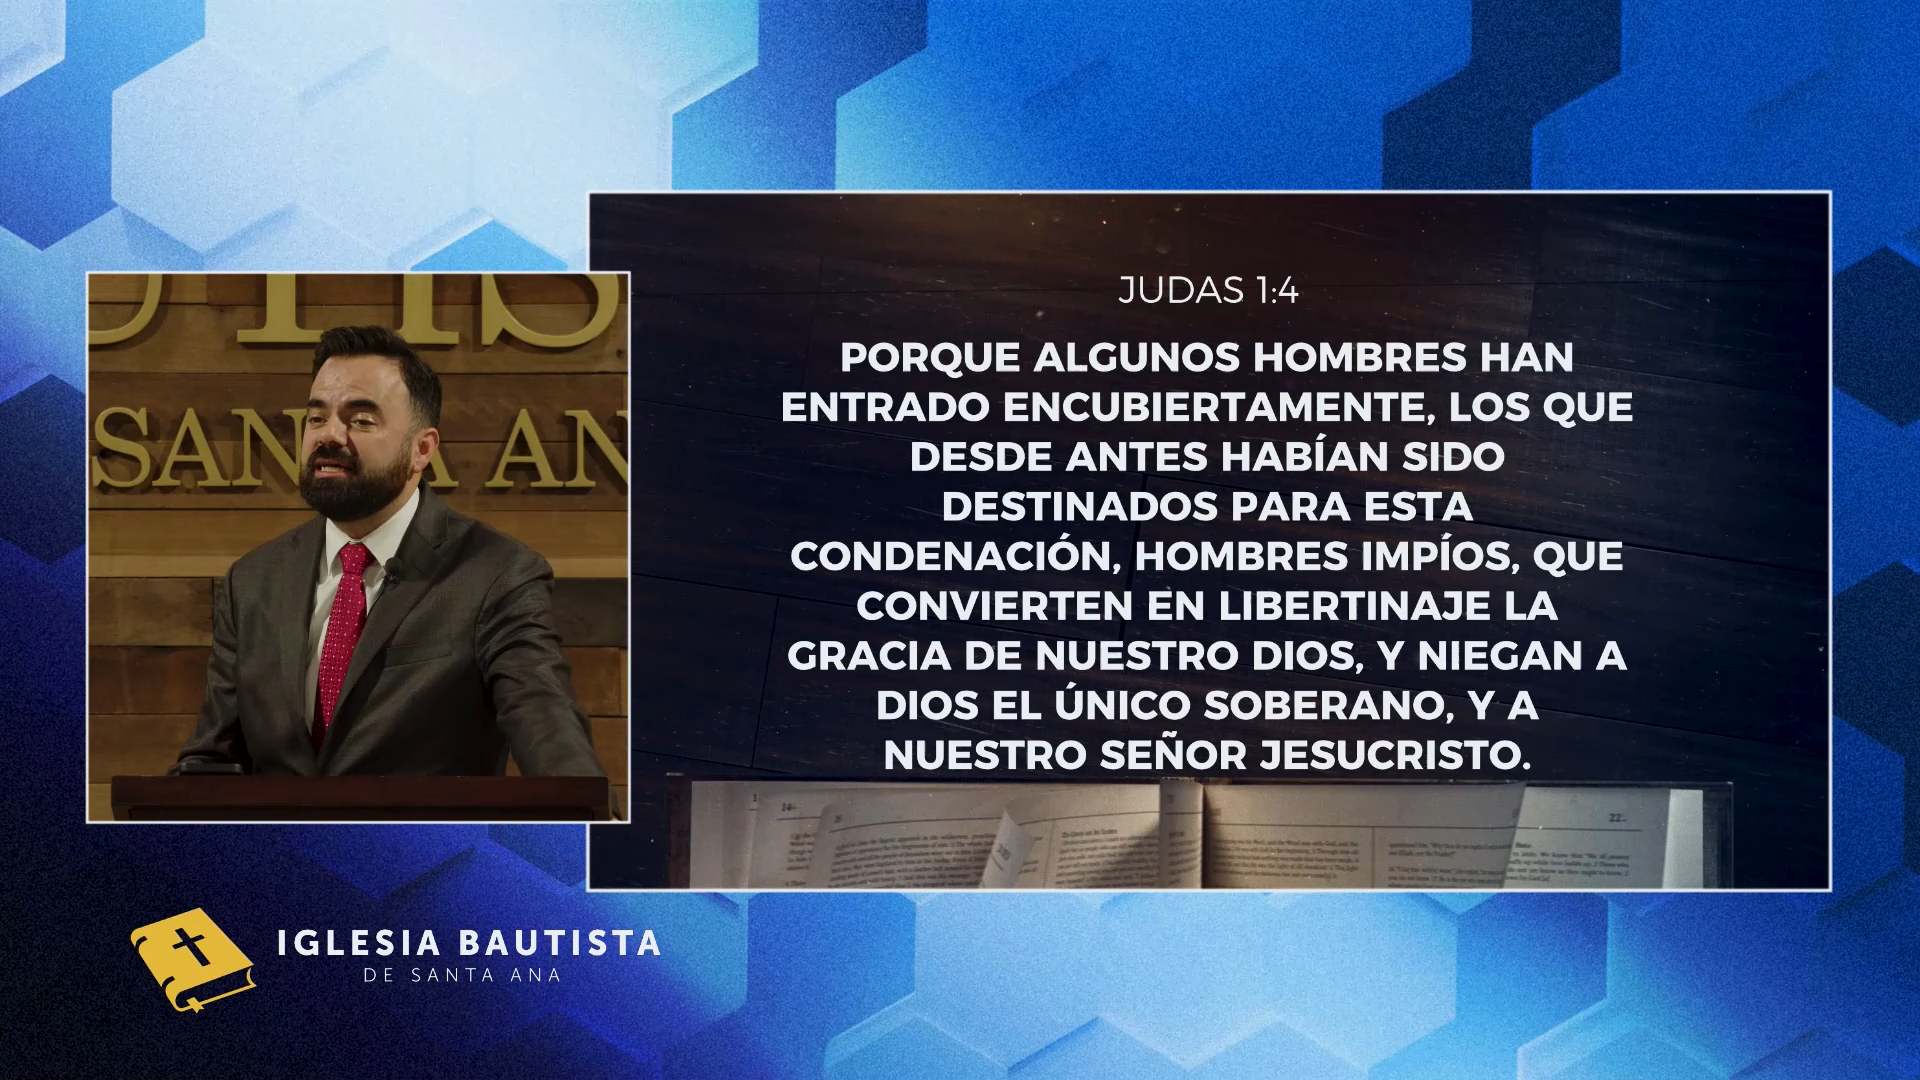 JUDAS 1:4
PORQUE ALGUNOS HOMBRES HAN
ENTRADO ENCUBIERTAMENTE, LOS QUE
DESDE ANTES HABÍAN SIDO
DESTINADOS PARA ESTA
CONDENACIÓN, HOMBRES IMPÍOS, QUE
CONVIERTEN EN LIBERTINAJE LA
GRACIA DE NUESTRO DIOS, Y NIEGAN A
DIOS EL ÚNICO SOBERANO, Y A
NUESTRO SEÑOR JESUCRISTO.
SAN A AN
IGLESIA BAUTISTA
DE SANTA ANA